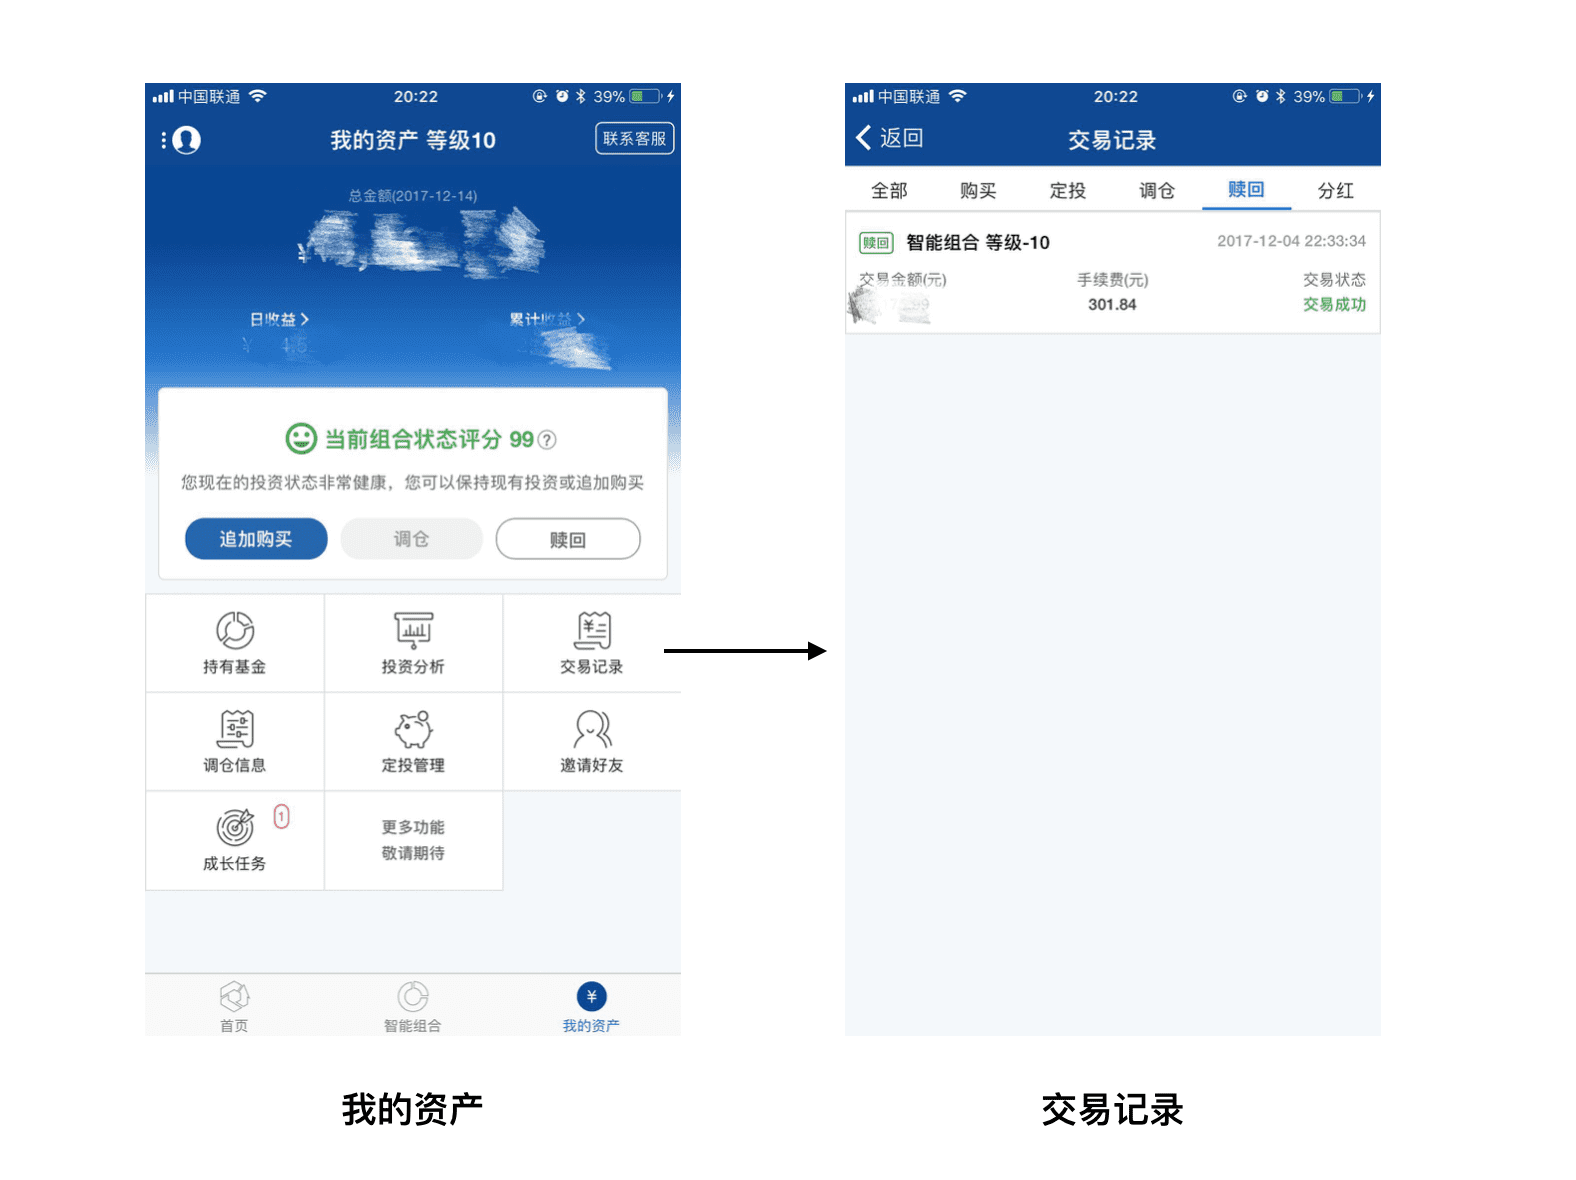 中国联通 20:22 39%
我的资产 等级10 联系客服
总金额(2017-12-14)
¥
日收益 累计收益
当前组合状态评分 99 ?
您现在的投资状态非常健康，您可以保持现有投资或追加购买
追加购买 调仓 赎回
持有基金 投资分析 交易记录
调仓信息 定投管理 邀请好友
成长任务 1
更多功能
敬请期待
首页 智能组合 我的资产
我的资产
中国联通 20:22 39%
返回 交易记录
全部 购买 定投 调仓 赎回 分红
赎回 智能组合 等级-10 2017-12-04 22:33:34
交易金额(元) 手续费(元) 交易状态
301.84 交易成功
交易记录